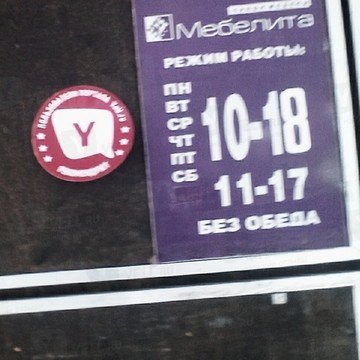 Мебелита
РЕЖИМ РАБОТЫ:
ПН
ВТ
СР
ЧТ
ПТ
СБ
10-18
11-17
БЕЗ ОБЕДА
Y